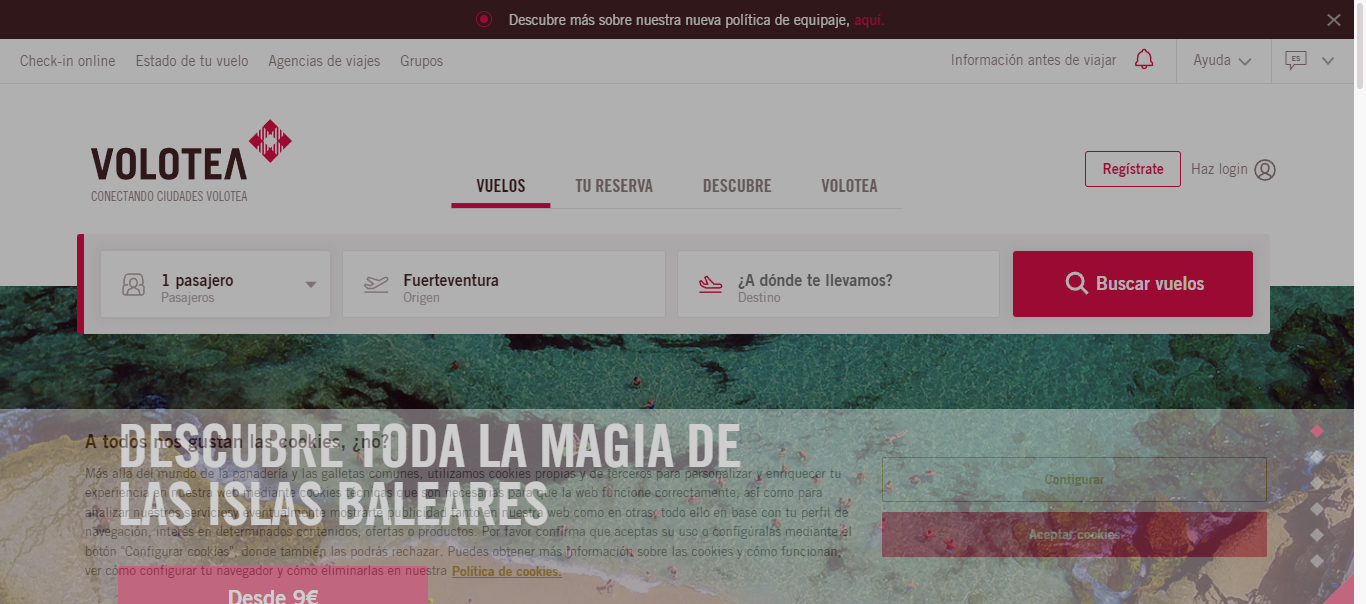 Descubre más sobre nuestra nueva política de equipaje, aquí.
Check-in online Estado de tu vuelo Agencias de viajes Grupos Información antes de viajar Ayuda ES
VOLOTEA
CONECTANDO CIUDADES VOLOTEA
VUELOS TU RESERVA DESCUBRE VOLOTEA
Regístrate Haz login
1 pasajero
Pasajeros
Fuerteventura
Origen
¿A dónde te llevamos?
Destino
Buscar vuelos
DESCUBRE TODA LA MAGIA DE
LAS ISLAS BALEARES
Desde 9€
A todos nos gustan las cookies, ¿no?
Más allá del mundo de la panadería y las galletas comunes, utilizamos cookies propias y de terceros para personalizar y enriquecer tu
experiencia en nuestra web mediante cookies técnicas que son necesarias para que la web funcione correctamente, así como para
analizar nuestros servicios y eventualmente mostrarte publicidad tanto en nuestra web como en otras, todo ello en base con tu perfil de
navegación, interés en determinados contenidos, ofertas o productos. Por favor confirma que aceptas su uso o configúralas mediante el
botón "Configurar cookies", donde también las podrás rechazar. Puedes obtener más información sobre las cookies y cómo funcionan,
ver cómo configurar tu navegador y cómo eliminarlas en nuestra Política de cookies.
Configurar
Aceptar cookies